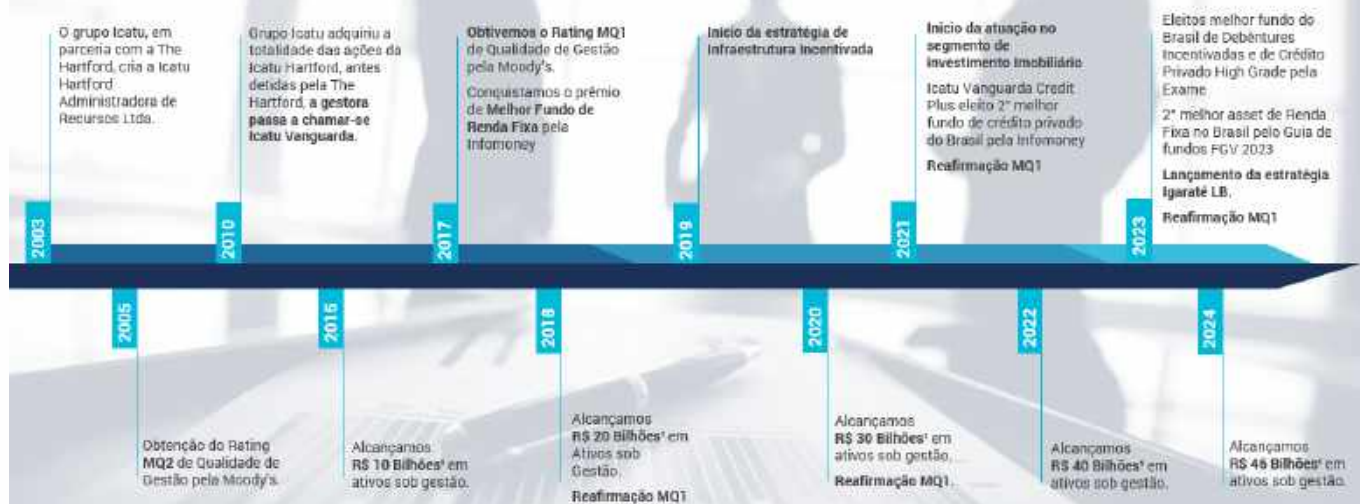 O grupo Icatu, em
parceria com a The
Hartford, cria a Icatu
Hartford
Administradora de
Recursos Ltda.
2003
Grupo Icatu adquiriu a
totalidade das ações da
Icatu Hartford, antes
detidas pela The
Hartford, a gestora
passa a chamar-se
Icatu Vanguarda.
2010
Obtivemos o Rating MQ1
de Qualidade de Gestão
pela Moody's.
Conquistamos o prêmio
de Melhor Fundo de
Renda Fixa pela
Infomoney
2017
Início da estratégia de
Infraestrutura Incentivada
2019
Início da atuação no
segmento de
investimento Imobiliário
Icatu Vanguarda Credit
Plus eleito 2° melhor
fundo de crédito privado
do Brasil pela Infomoney
Reafirmação MQ1
2021
Eleitos melhor fundo do
Brasil de Debêntures
Incentivadas e de Crédito
Privado High Grade pela
Exame
2° melhor asset de Renda
Fixa no Brasil pelo Guia de
fundos FGV 2023
Lançamento da estratégia
Igaraté LB.
Reafirmação MQ1
2023
2005
Obtenção do Rating
MQ2 de Qualidade de
Gestão pela Moody's.
Alcançamos
R$ 10 Bilhões¹ em
ativos sob gestão.
2018
Alcançamos
R$ 20 Bilhões¹ em
Ativos sob
Gestão.
Reafirmação MQ1
2020
Alcançamos
R$ 30 Bilhões¹ em
ativos sob gestão.
Reafirmação MQ1.
2022
Alcançamos
R$ 40 Bilhões¹ em
ativos sob gestão.
2024
Alcançamos
R$ 46 Bilhões¹ em
ativos sob gestão.